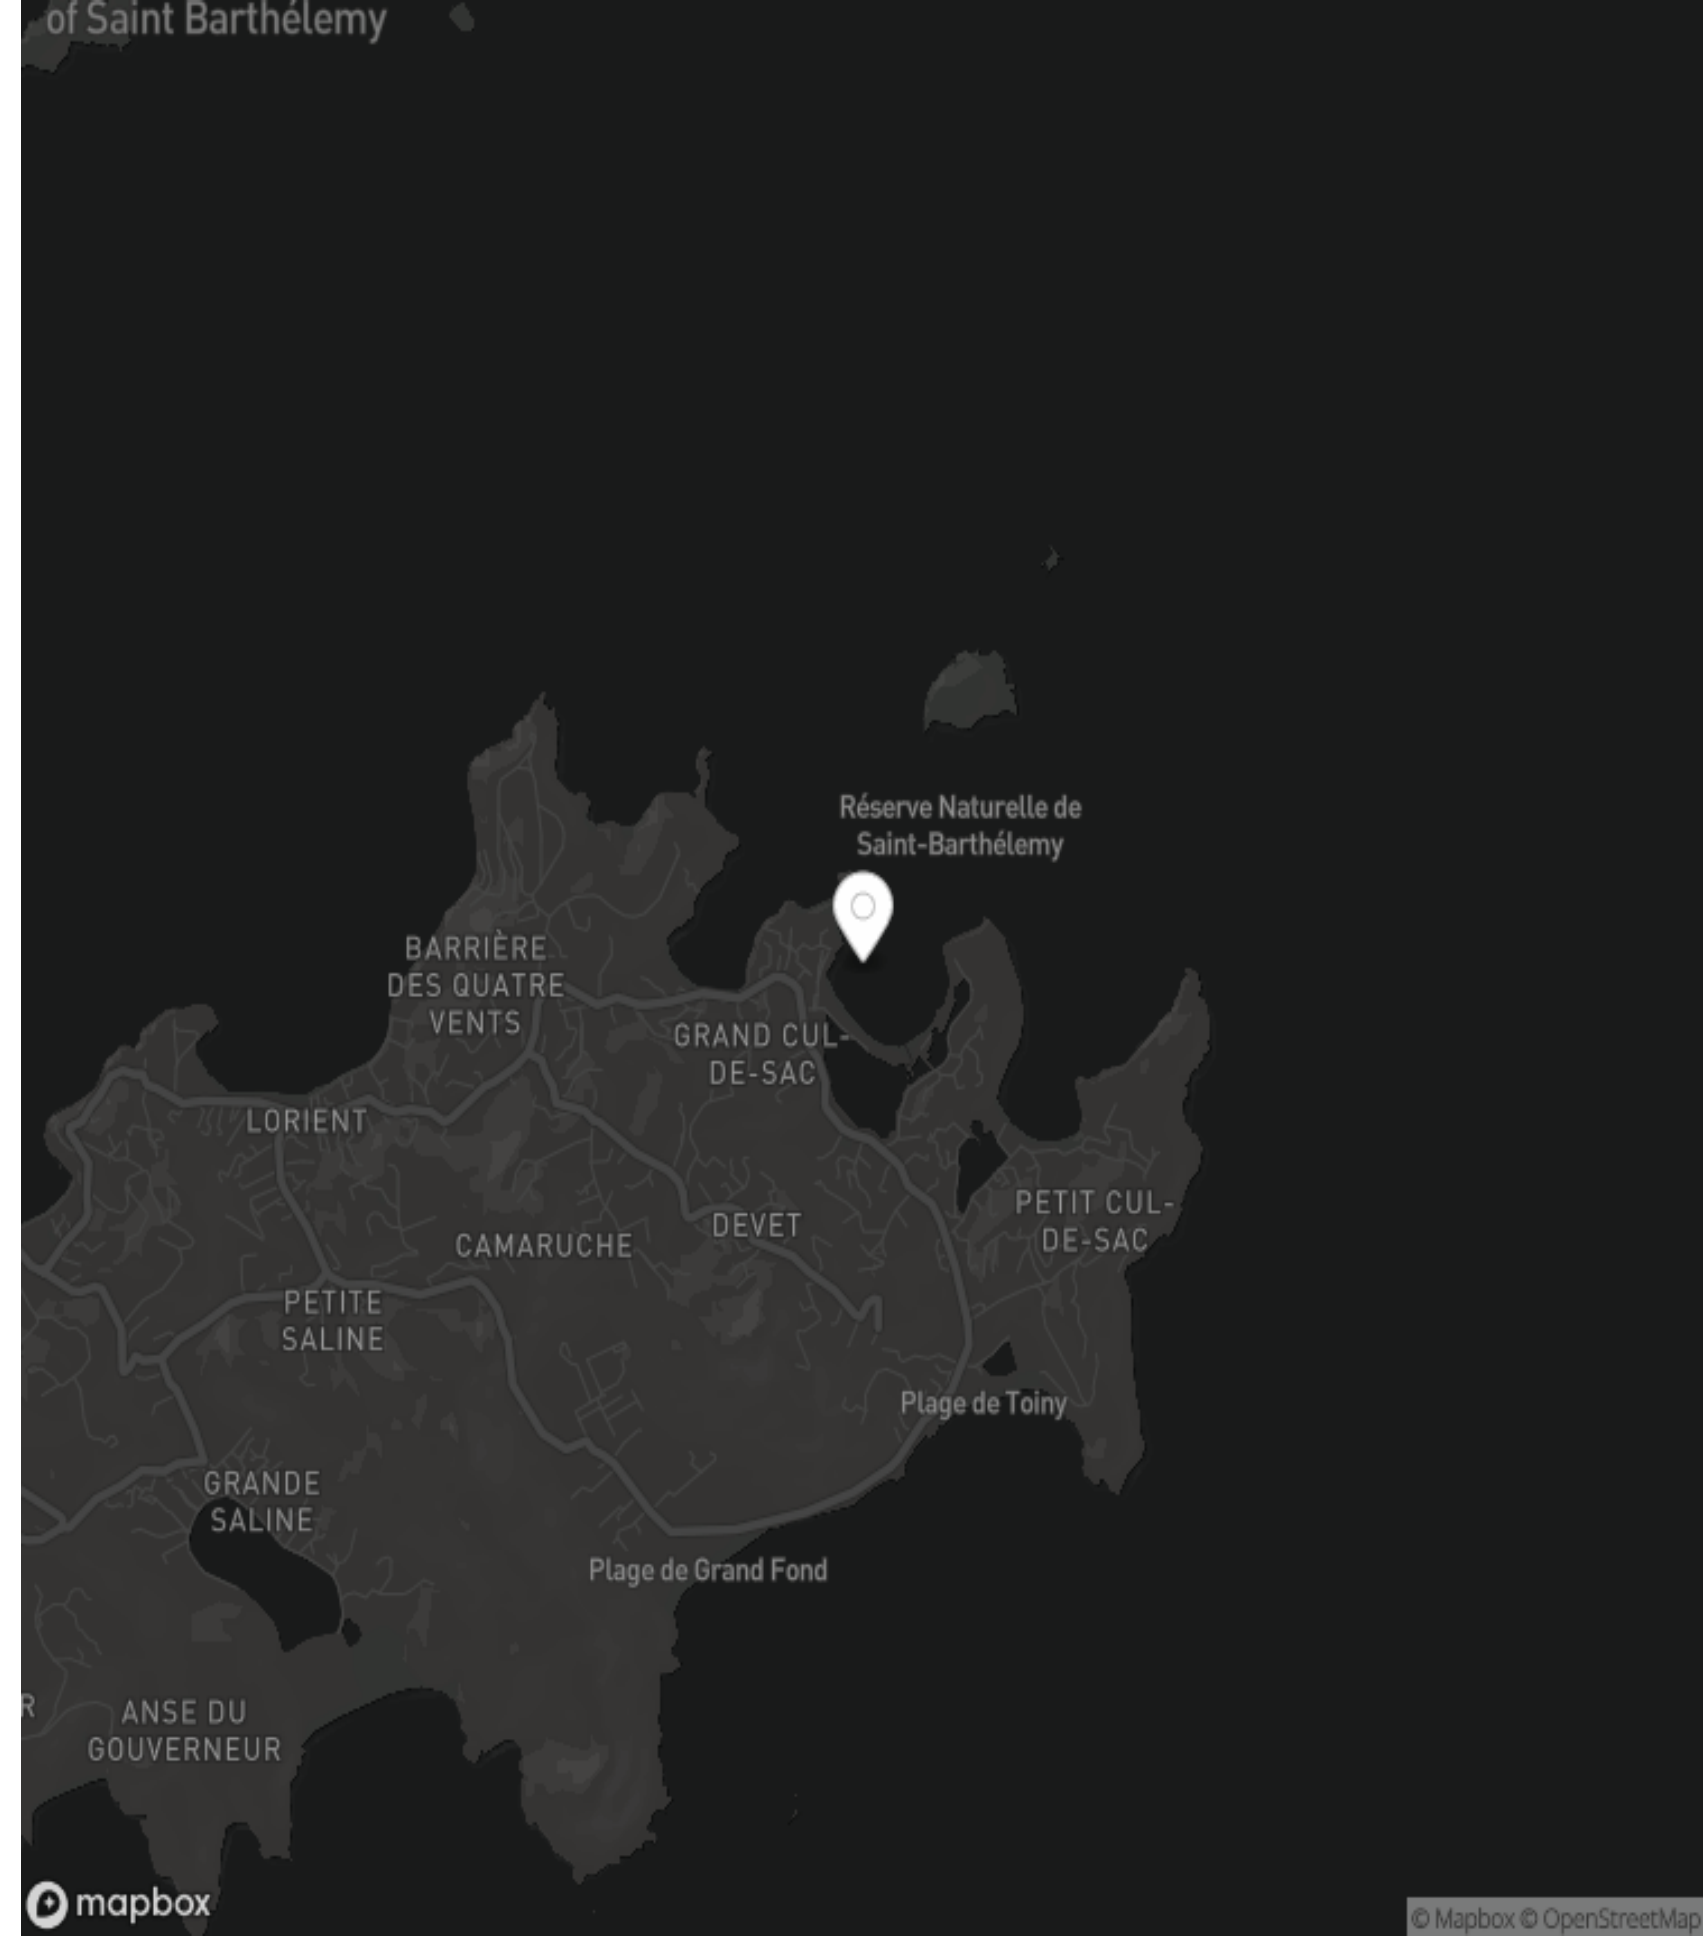 of Saint Barthélemy
Réserve Naturelle de
Saint-Barthélemy
BARRIÈRE
DES QUATRE
VENTS
GRAND CUL-
DE-SAC
LORIENT
PETIT CUL-
DE-SAC
DEVET
CAMARUCHE
PETITE
SALINE
Plage de Toiny
GRANDE
SALINE
Plage de Grand Fond
R
ANSE DU
GOUVERNEUR
mapbox
© Mapbox © OpenStreetMap